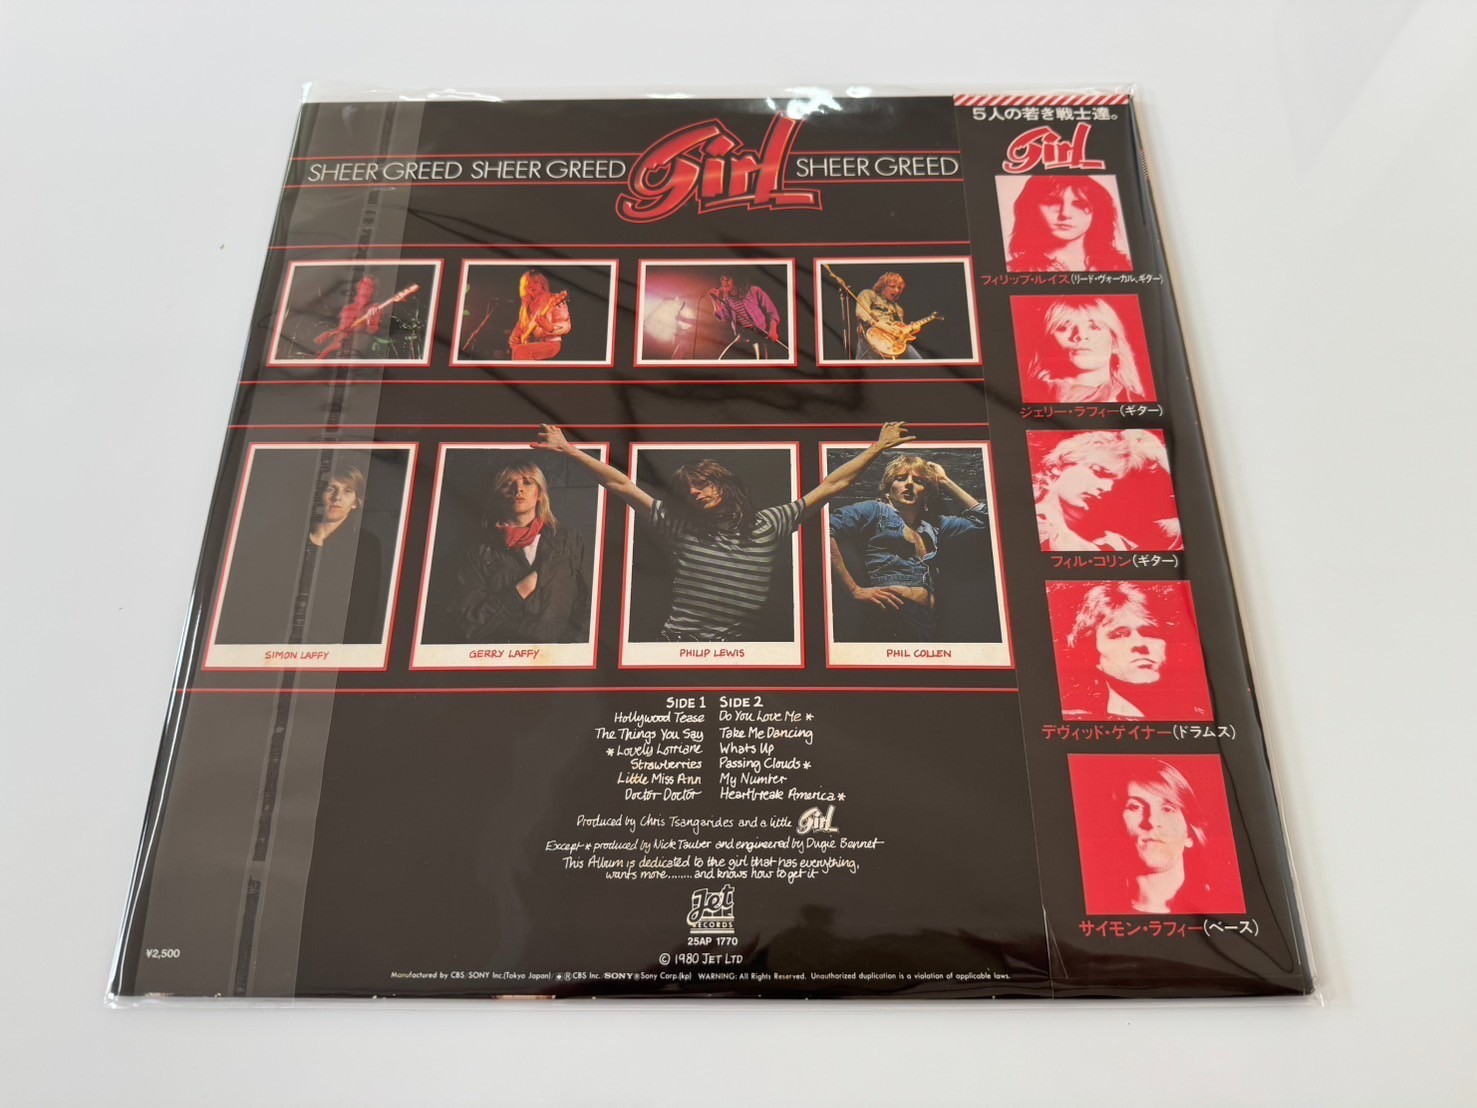 SHEER GREED SHEER GREED Girl SHEER GREED
SIMON LAFFY
GERRY LAFFY
PHILIP LEWIS
PHIL COLLEN
SIDE 1 SIDE 2
Hollywood Tease Do You Love Me *
The Things You Say Take Me Dancing
* Lovely Lorriane Whats Up
Strawberries Passing Clouds *
Little Miss Ann My Number
Doctor Doctor Heartbreak America *
Produced by Chris Tsangarides and a little Girl
Except * produced by Nick Tauber and engineered by Dugie Bennet
This Album is dedicated to the girl that has everything,
wants more........and knows how to get it
Jet
RECORDS
25AP 1770
© 1980 JET LTD
¥2,500
Manufactured by CBS/SONY Inc.(Tokyo Japan)/ ®CBS Inc. SONY®Sony Corp.(kp) WARNING: All Rights Reserved. Unauthorized duplication is a violation of applicable laws.
5人の若き戦士達。
Girl
フィリップ・ルイス(リード・ヴォーカル、ギター)
ジェリー・ラフィー(ギター)
フィル・コリン(ギター)
デヴィッド・ゲイナー(ドラムス)
サイモン・ラフィー(ベース)